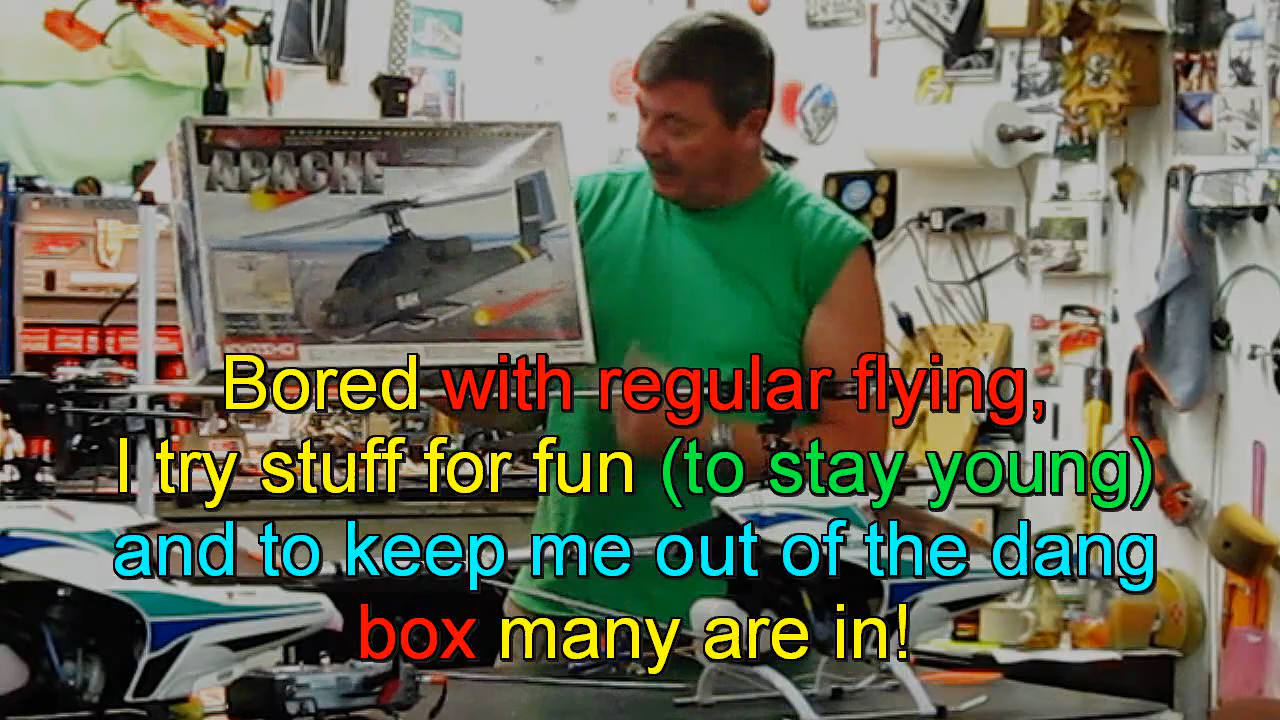 APACHE
KYOSHO
Bored with regular flying,
I try stuff for fun (to stay young)
and to keep me out of the dang
box many are in!